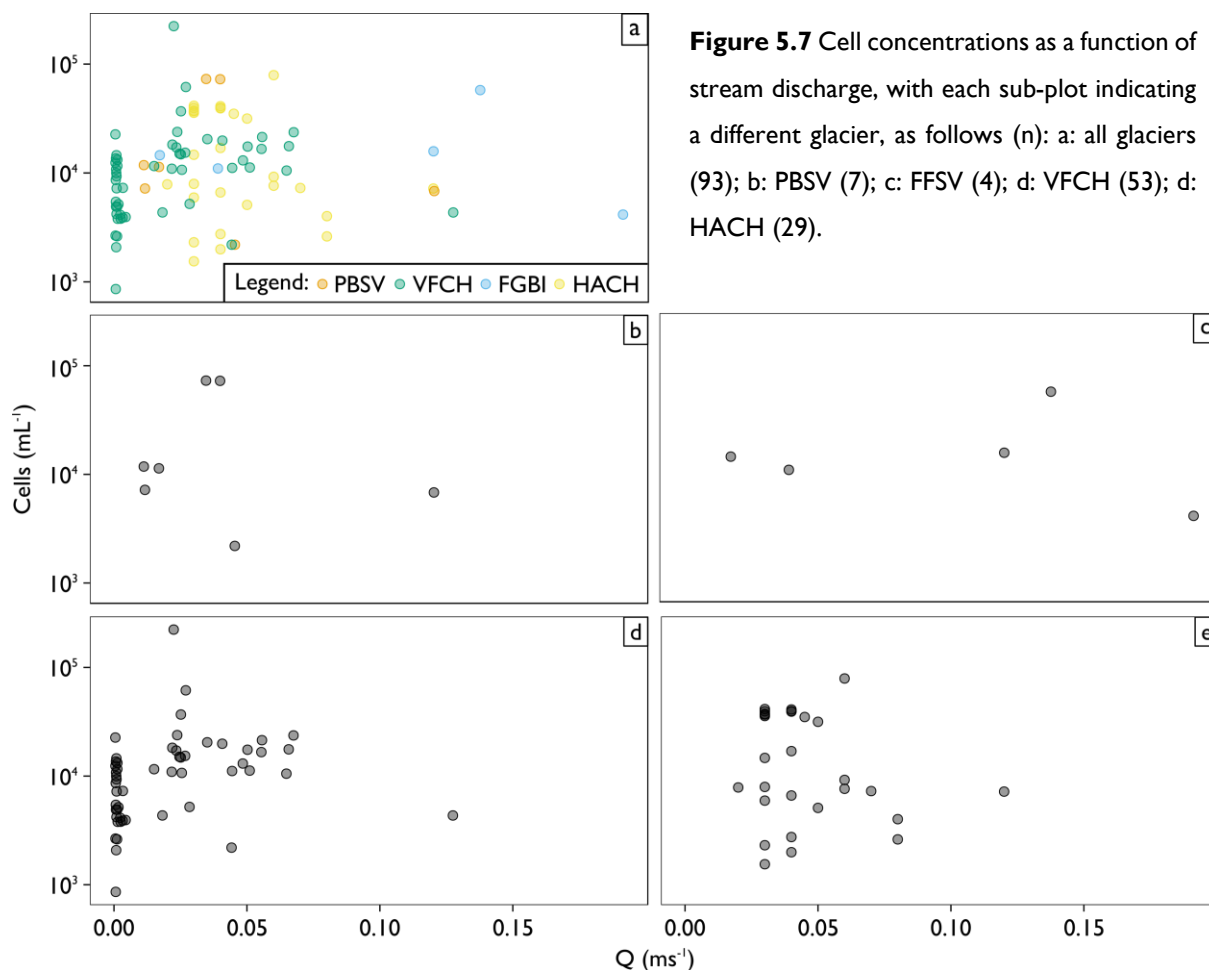 a
10⁵
10⁴
10³
Legend: PBSV VFCH FGBI HACH
Figure 5.7 Cell concentrations as a function of
stream discharge, with each sub-plot indicating
a different glacier, as follows (n): a: all glaciers
(93); b: PBSV (7); c: FFSV (4); d: VFCH (53); d:
HACH (29).
b
10⁵
10⁴
10³
c
Cells (mL⁻¹)
d
10⁵
10⁴
10³
e
0.00 0.05 0.10 0.15
0.00 0.05 0.10 0.15
Q (ms⁻¹)